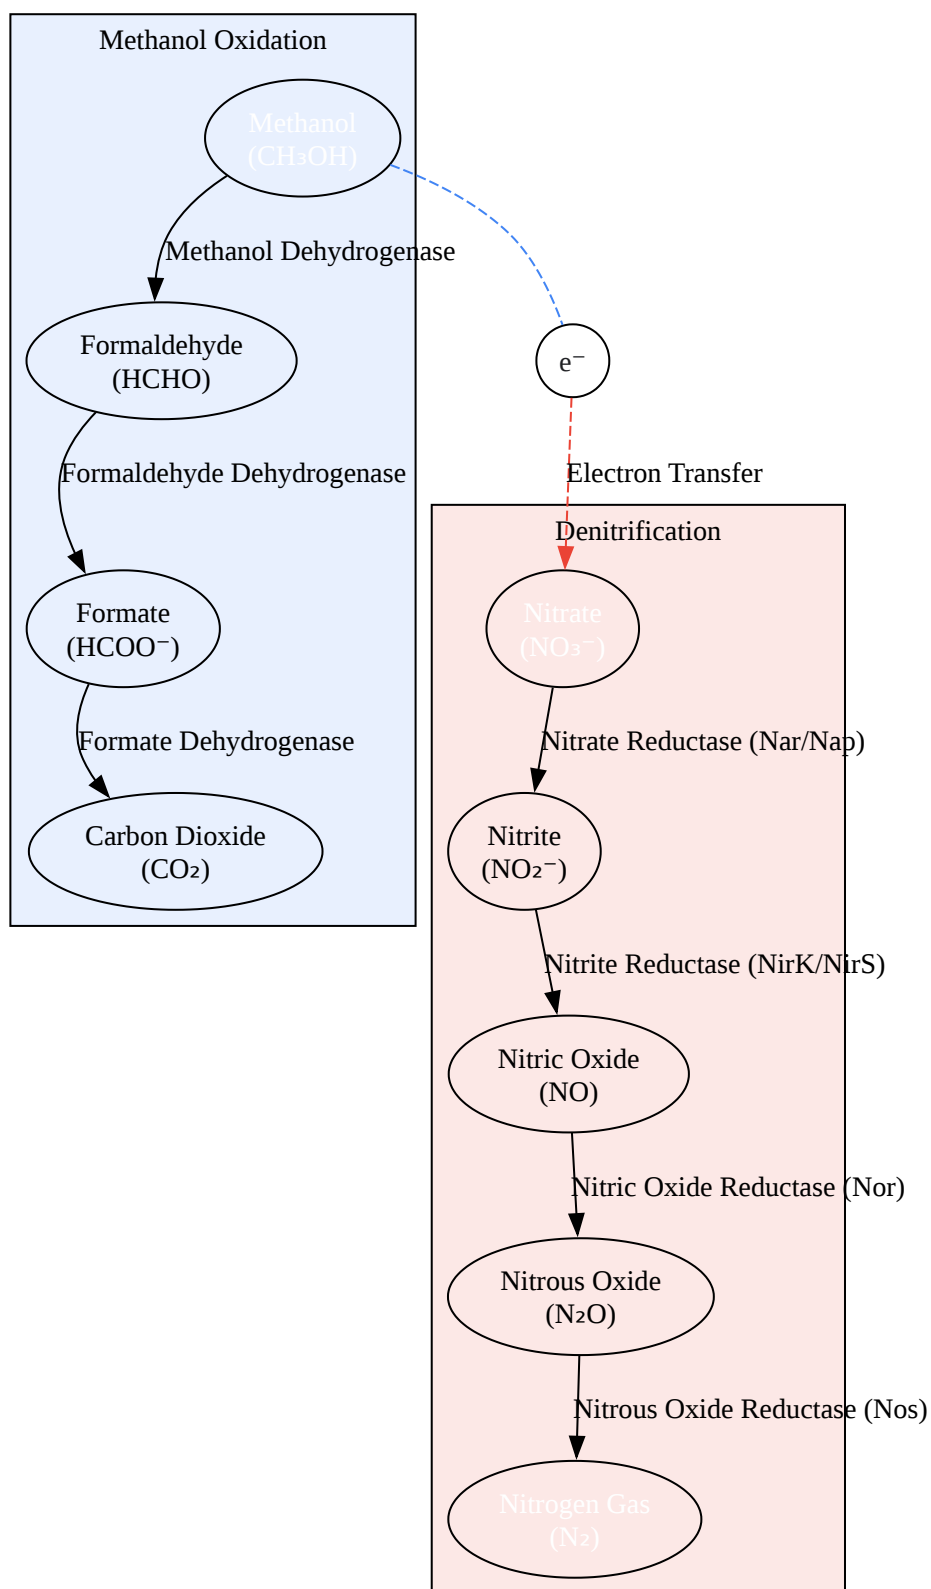 Methanol Oxidation
Methanol
(CH₃OH)
Methanol Dehydrogenase
Formaldehyde
(HCHO)
e⁻
Formaldehyde Dehydrogenase
Electron Transfer
Denitrification
Formate
(HCOO⁻)
Nitrate
(NO₃⁻)
Formate Dehydrogenase
Nitrate Reductase (Nar/Nap)
Carbon Dioxide
(CO₂)
Nitrite
(NO₂⁻)
Nitrite Reductase (NirK/NirS)
Nitric Oxide
(NO)
Nitric Oxide Reductase (Nor)
Nitrous Oxide
(N₂O)
Nitrous Oxide Reductase (Nos)
Nitrogen Gas
(N₂)